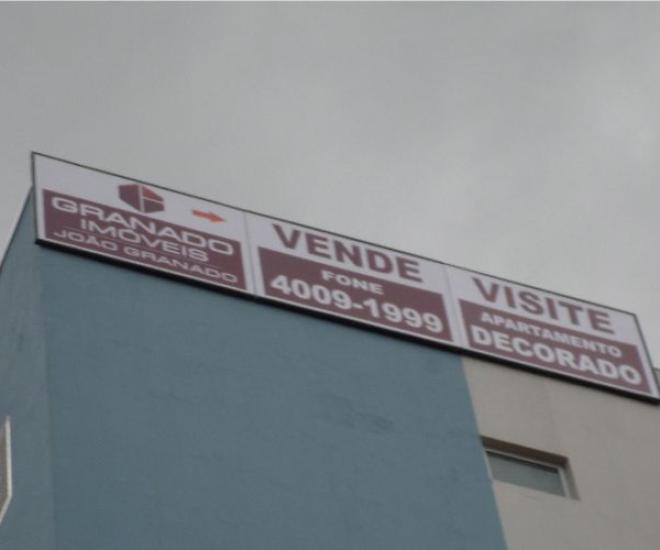 GRANADO
IMÓVEIS
JOÃO GRANADO
VENDE
FONE
4009-1999
VISITE
APARTAMENTO
DECORADO